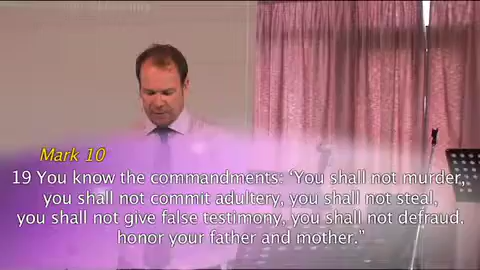 Mark 10
19 You know the commandments: 'You shall not murder,
you shall not commit adultery, you shall not steal,
you shall not give false testimony, you shall not defraud,
honor your father and mother.”